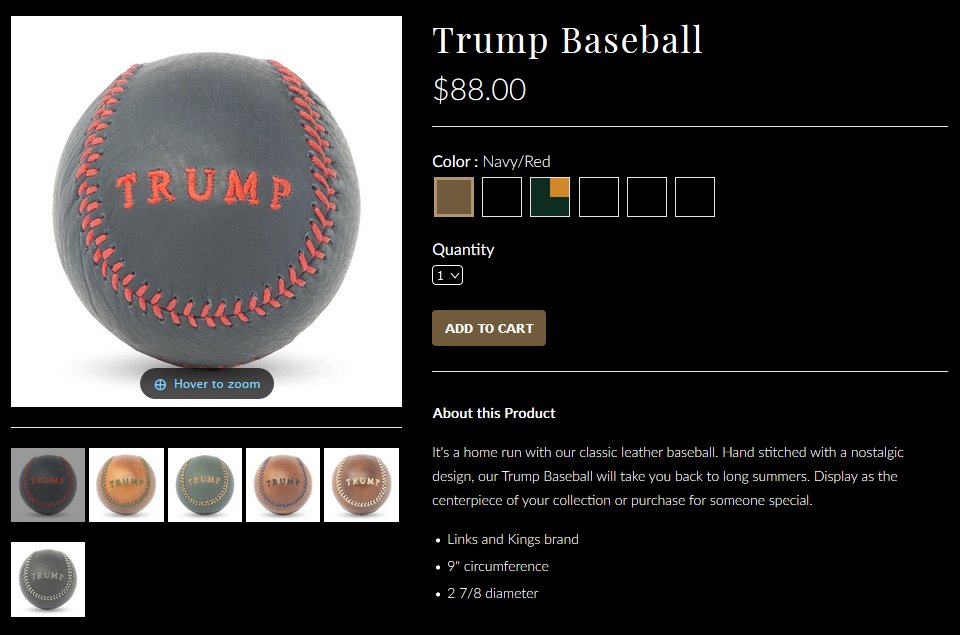 Trump Baseball
$88.00
TRUMP
Color : Navy/Red
Quantity
1
ADD TO CART
Hover to zoom
About this Product
It's a home run with our classic leather baseball. Hand stitched with a nostalgic
design, our Trump Baseball will take you back to long summers. Display as the
centerpiece of your collection or purchase for someone special.
• Links and Kings brand
• 9" circumference
• 2 7/8 diameter
TRUMP
TRUMP
TRUMP
TRUMP
TRUMP
TRUMP